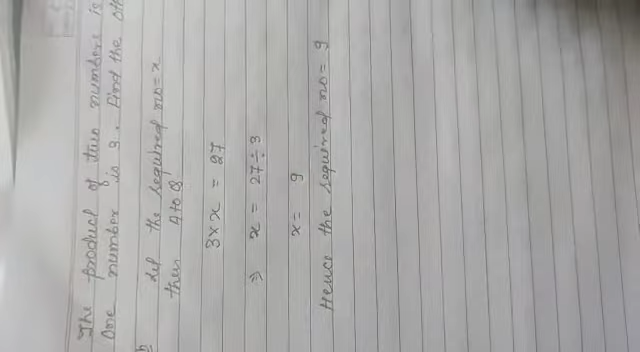 The product of two numbers is
One number is 3. Find the
Let the required no = x
then A to Q
3 × x = 27
⇒ x = 27 ÷ 3
x = 9
Hence the required no = 9